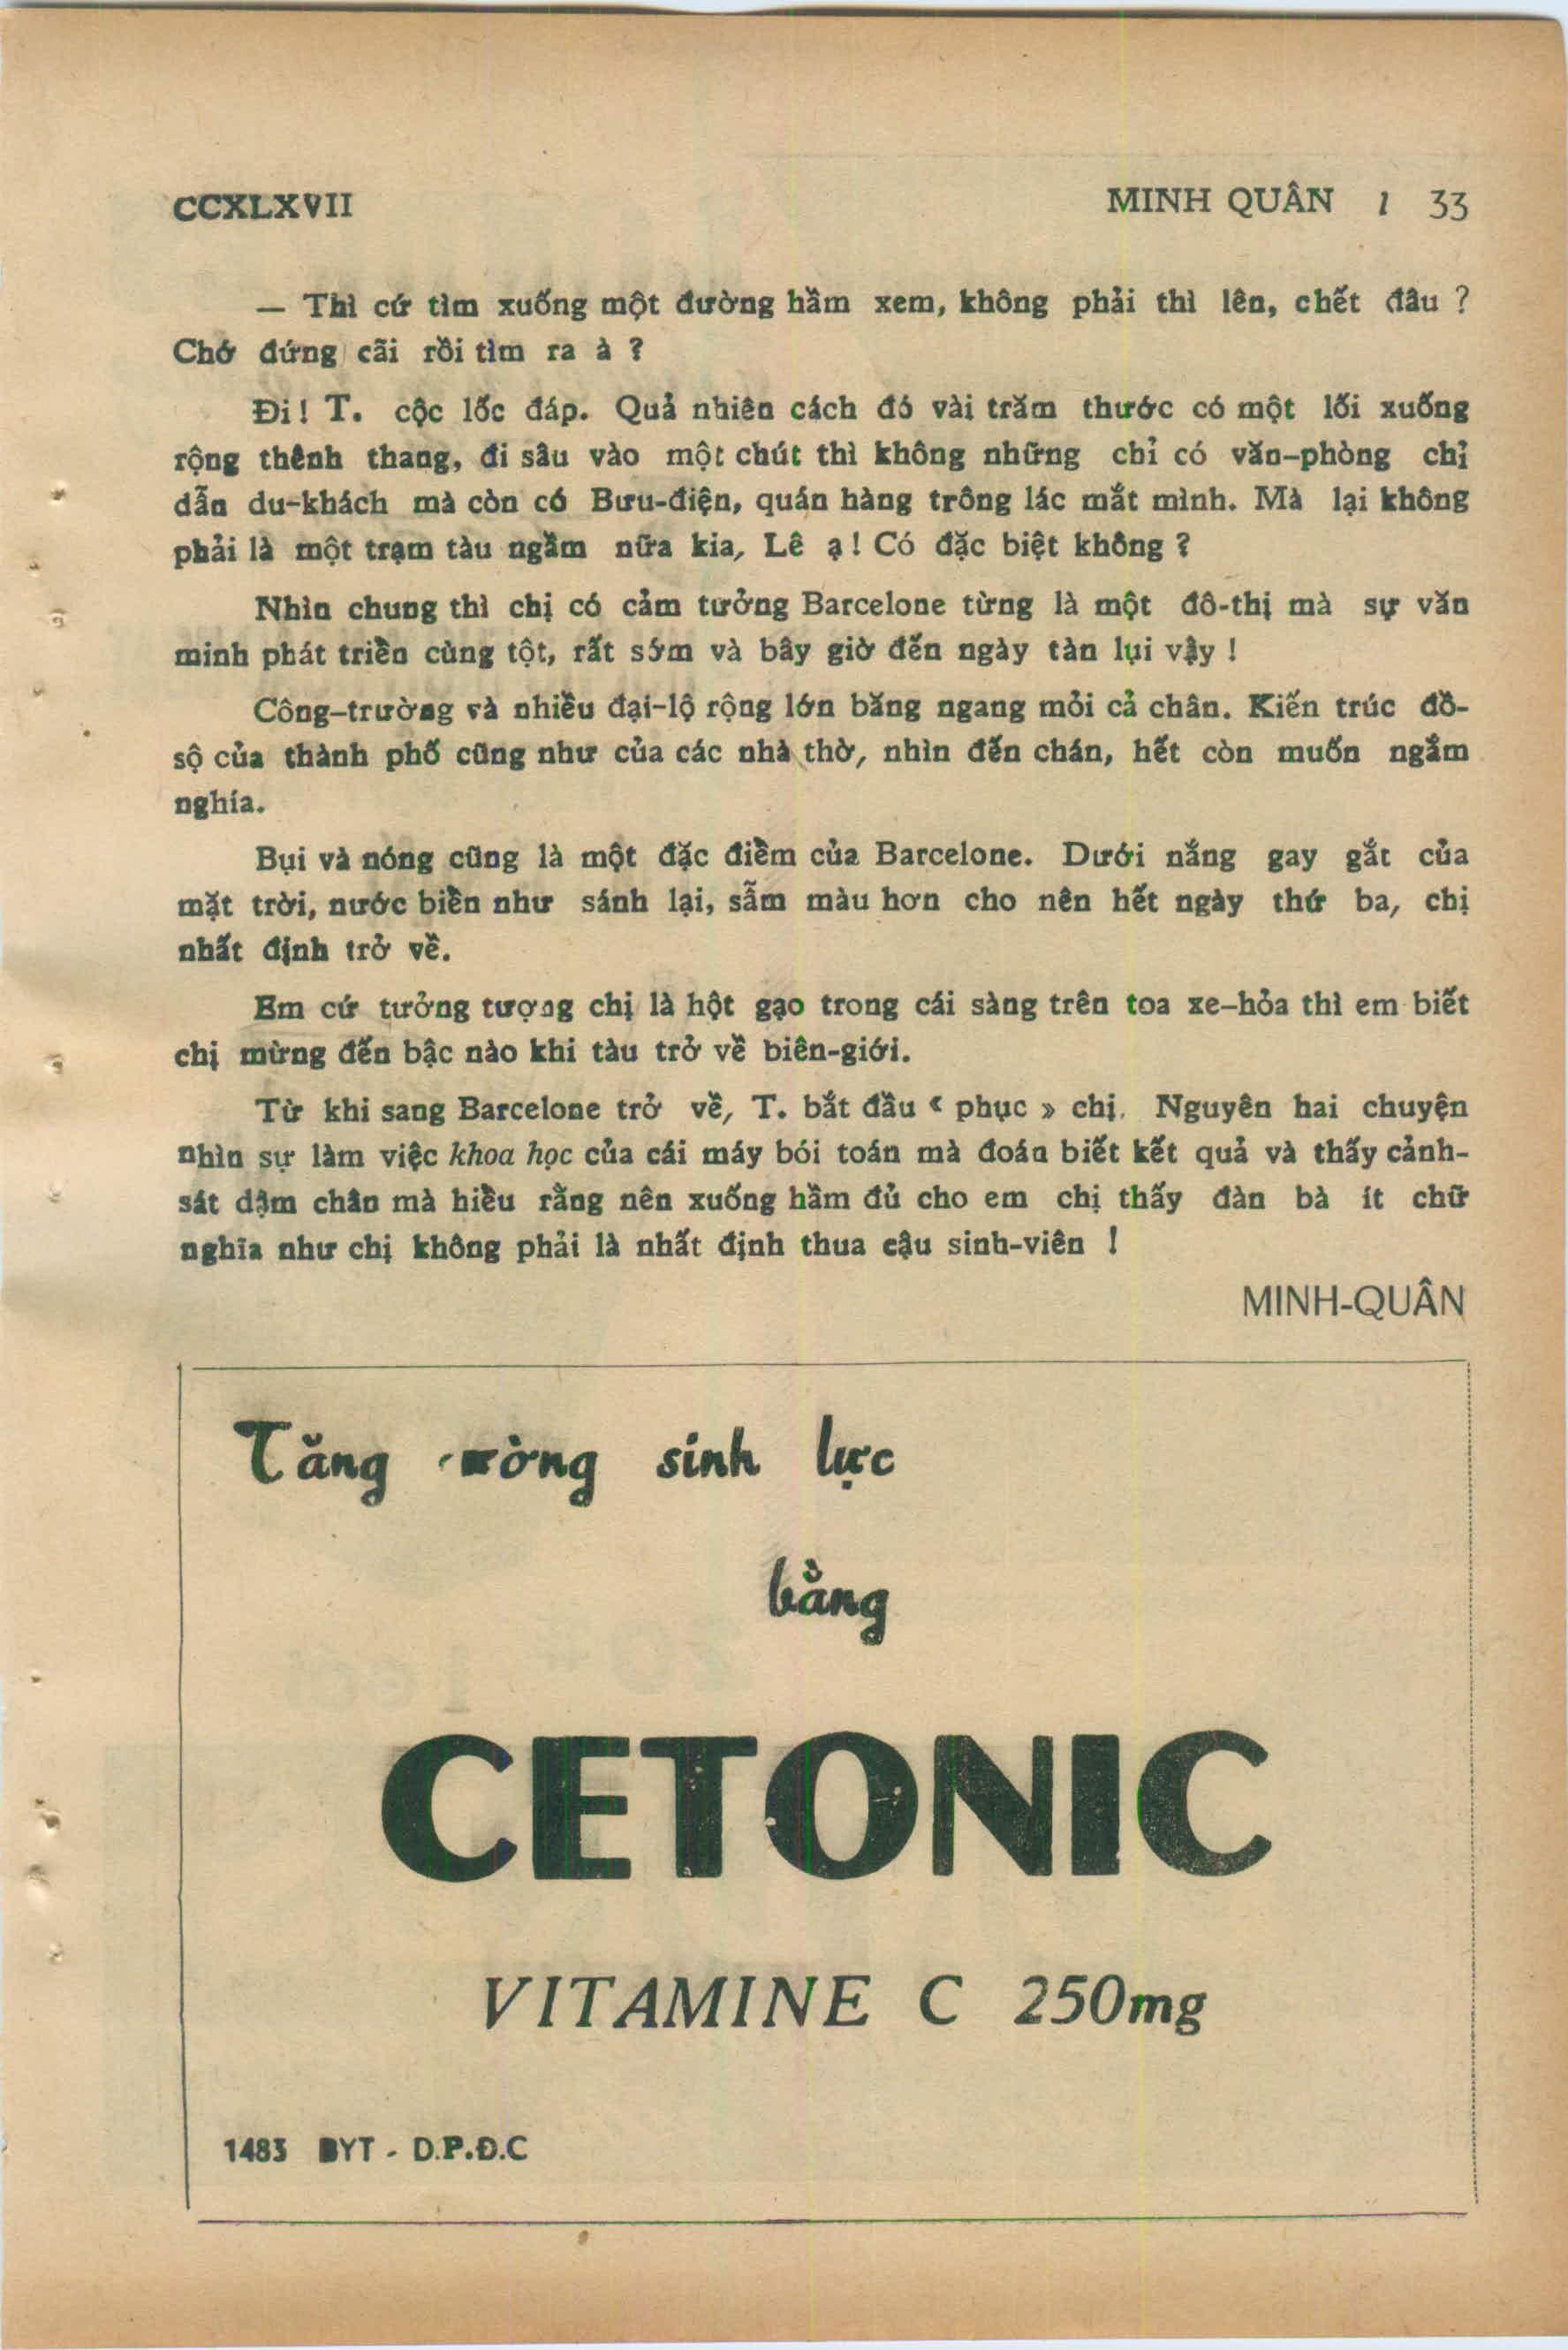 CCXLXVII MINH QUÂN 1 33
— Thì cứ tìm xuống một đường hầm xem, không phải thì lên, chết đâu ?
Chớ đứng cãi rồi tìm ra à ?
Đi! T. cộc lốc đáp. Quả nhiên cách đó vài trăm thước có một lối xuống
rộng thênh thang, đi sâu vào một chút thì không những chỉ có văn-phòng chỉ
dẫn du-khách mà còn có Bưu-điện, quán hàng trông lác mắt mình. Mà lại không
phải là một trạm tàu ngầm nữa kia, Lê ạ! Có đặc biệt không ?
Nhìn chung thì chị có cảm tưởng Barcelone từng là một đô-thị mà sự văn
minh phát triển cùng tột, rất sớm và bây giờ đến ngày tàn lụi vậy !
Công-trường và nhiều đại-lộ rộng lớn băng ngang mỏi cả chân. Kiến trúc đồ-
sộ của thành phố cũng như của các nhà thờ, nhìn đến chán, hết còn muốn ngắm
nghía.
Bụi và nóng cũng là một đặc điểm của Barcelone. Dưới nắng gay gắt của
mặt trời, nước biển như sánh lại, sẫm màu hơn cho nên hết ngày thứ ba, chị
nhất định trở về.
Em cứ tưởng tượng chị là hột gạo trong cái sàng trên toa xe-hỏa thì em biết
chị mừng đến bậc nào khi tàu trở về biên-giới.
Từ khi sang Barcelone trở về, T. bắt đầu « phục » chị. Nguyên hai chuyện
nhìn sự làm việc khoa học của cái máy bói toán mà đoán biết kết quả và thấy cảnh-
sát dậm chân mà hiểu rằng nên xuống hầm đủ cho em chị thấy đàn bà ít chữ
nghĩa như chị không phải là nhất định thua cậu sinh-viên !
MINH-QUÂN
Tăng cường sinh lực
bằng
CETONIC
VITAMINE C 250mg
1483 BYT - D.P.Đ.C